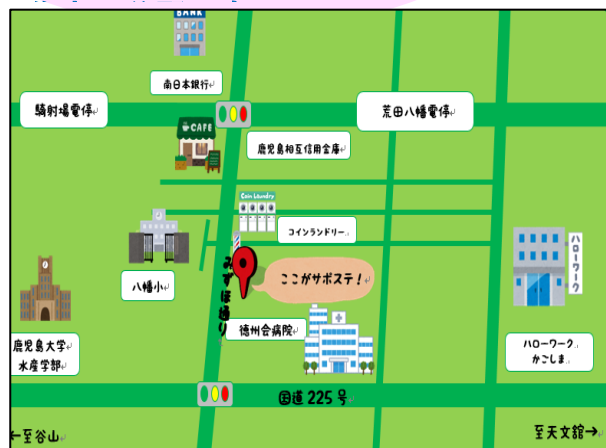 BANK
南日本銀行
騎射場電停
荒田八幡電停
CAFE
鹿児島相互信用金庫
Coin Laundry
コインランドリー
八幡小
みずほ通り
ここがサポステ!
ハローワーク
鹿児島大学
水産学部
徳州会病院
ハローワーク
かごしま
国道225号
←至谷山
至天文館→